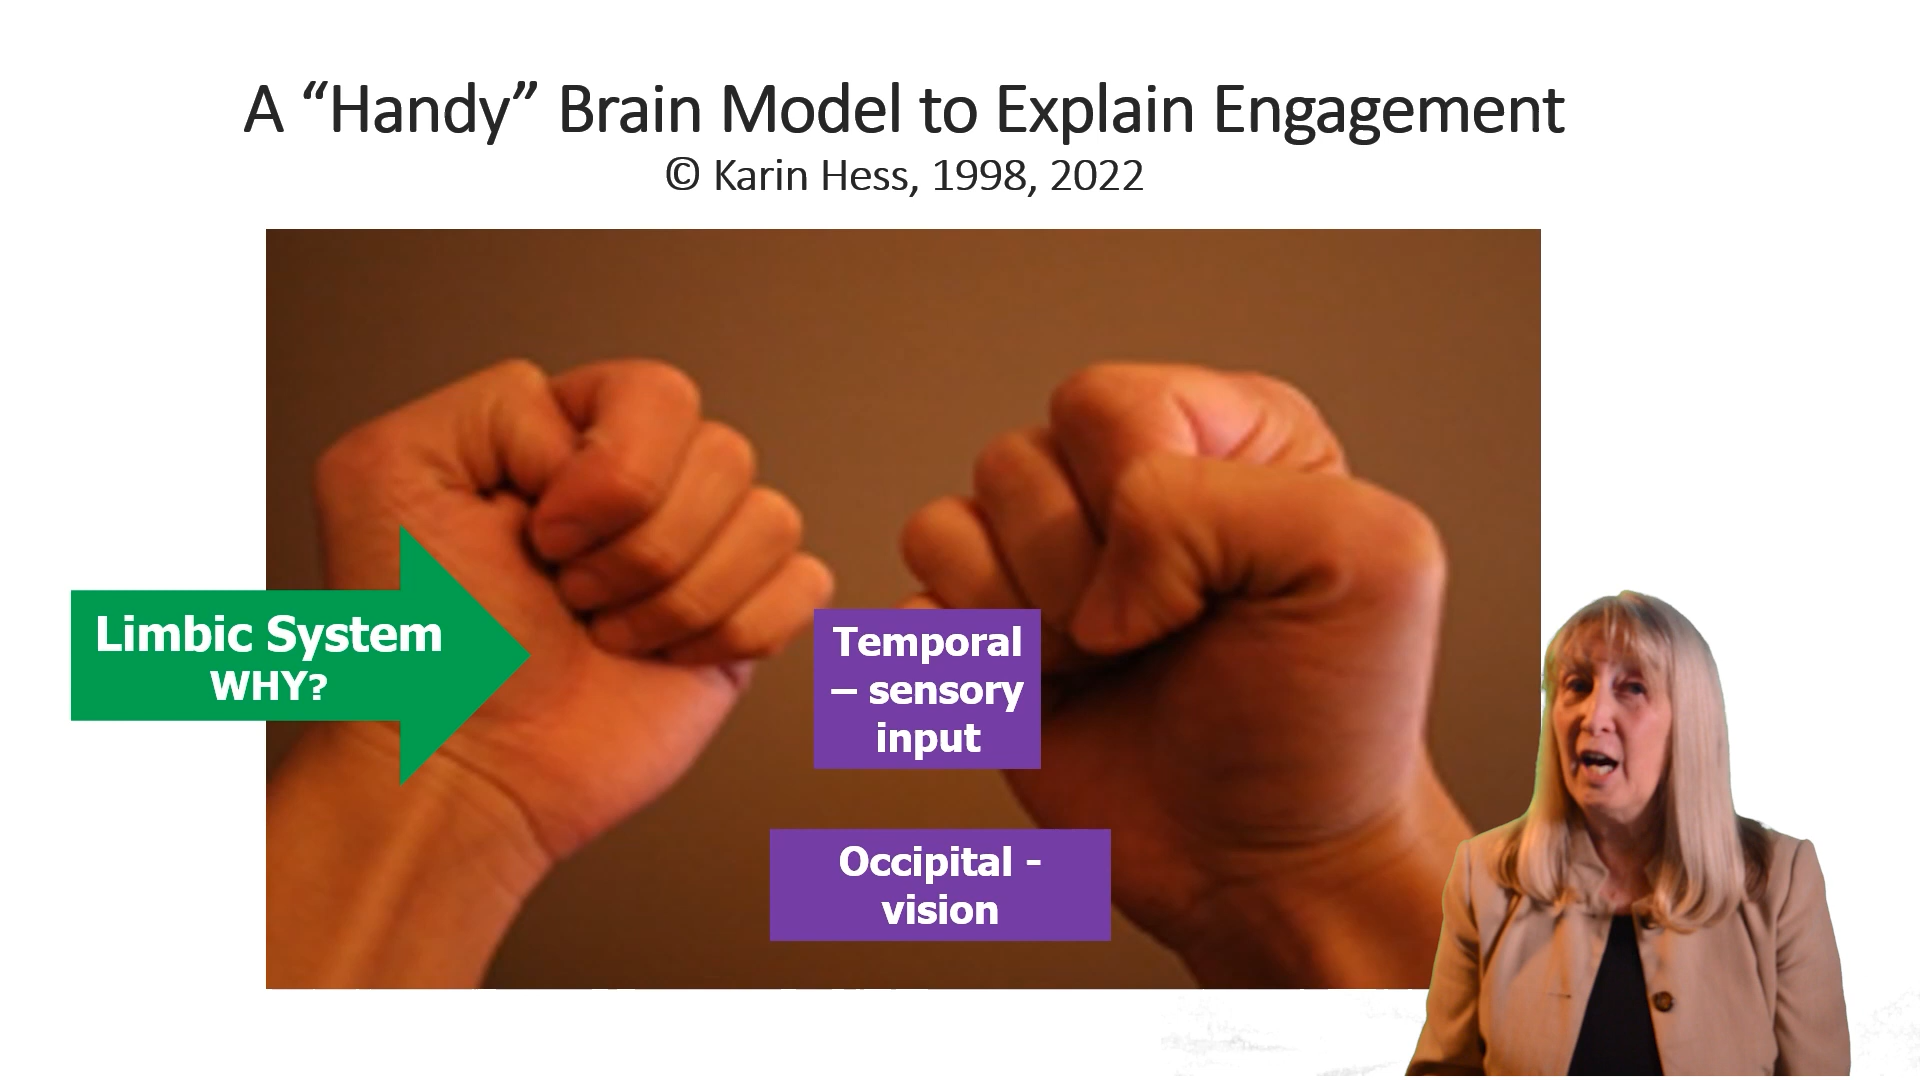 A “Handy” Brain Model to Explain Engagement
© Karin Hess, 1998, 2022
Limbic System
WHY?
Temporal
– sensory
input
Occipital -
vision